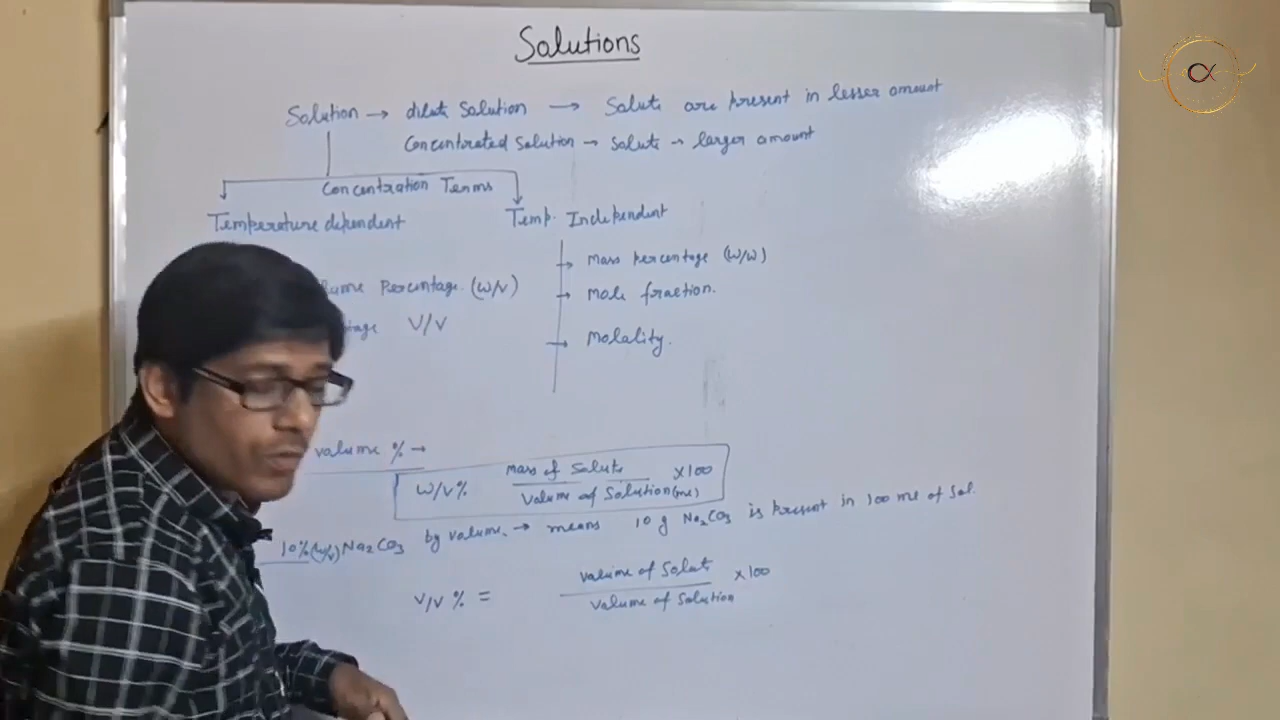 Solutions
Solution → dilute Solution → Solute are present in lesser amount
Concentrated Solution → Solute → larger amount
Concentration Terms
Temperature dependent Temp. Independent
→ Mass percentage (W/W)
Percentage (W/V) → Mole fraction.
V/V → Molality.
volume % →
W/V% Mass of Solute / Volume of Solution (ml) ×100
10% (W/V) Na2CO3 by volume → means 10 g Na2CO3 is present in 100 ml of Sol.
V/V % = Volume of Solute / Volume of Solution ×100